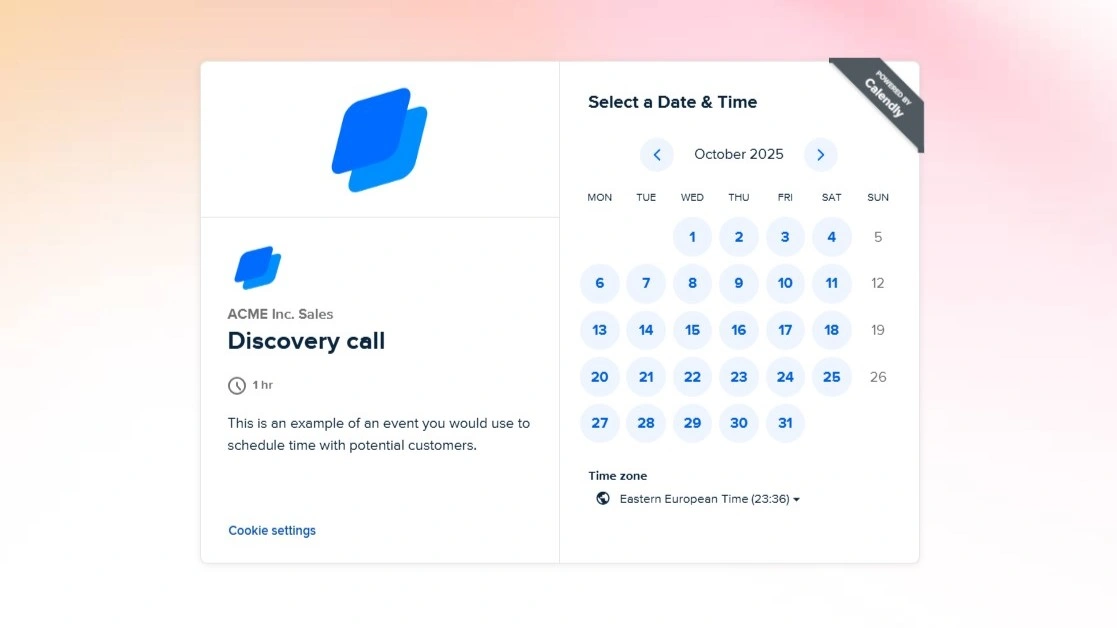 ACME Inc. Sales
Discovery call
1 hr
This is an example of an event you would use to
schedule time with potential customers.
Cookie settings
POWERED BY
Calendly
Select a Date & Time
October 2025
MON TUE WED THU FRI SAT SUN
1 2 3 4 5
6 7 8 9 10 11 12
13 14 15 16 17 18 19
20 21 22 23 24 25 26
27 28 29 30 31
Time zone
Eastern European Time (23:36)